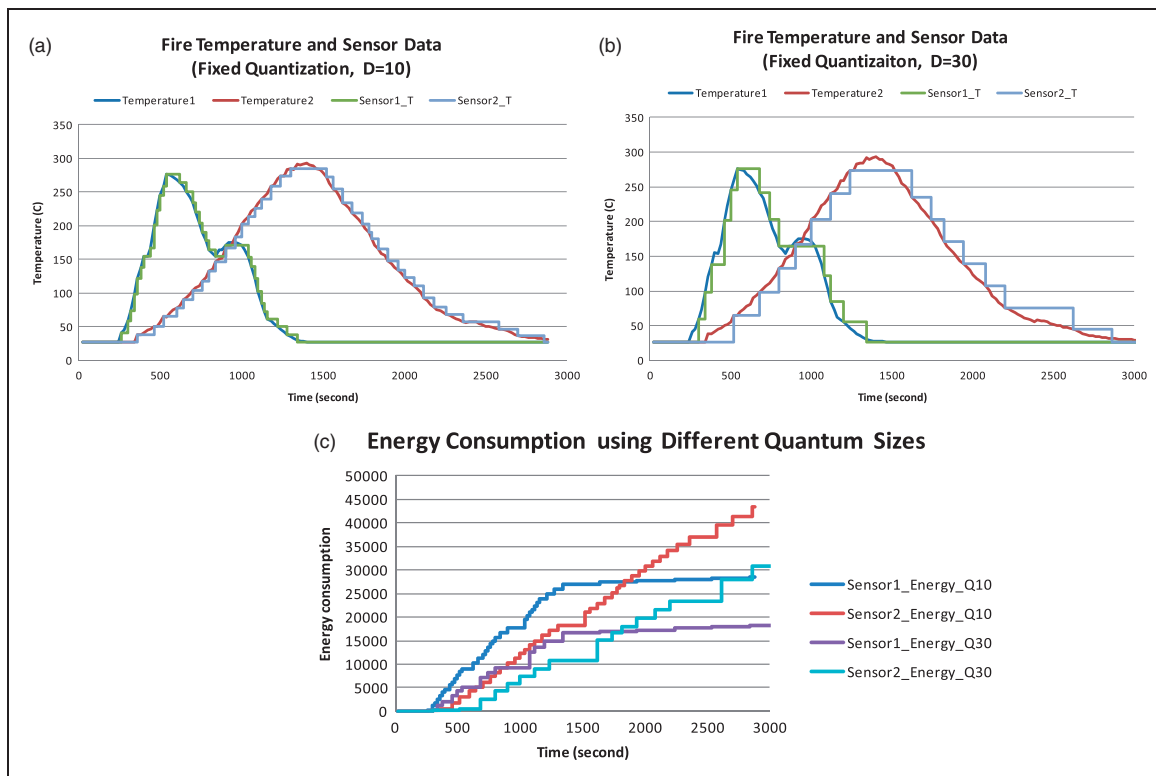 (a)
Fire Temperature and Sensor Data
(Fixed Quantization, D=10)
Temperature1 Temperature2 Sensor1_T Sensor2_T
350
300
250
200
150
100
50
0
Temperature (C)
0 500 1000 1500 2000 2500 3000
Time (second)
(b)
Fire Temperature and Sensor Data
(Fixed Quantizaiton, D=30)
Temperature1 Temperature2 Sensor1_T Sensor2_T
350
300
250
200
150
100
50
0
Temperature (C)
0 500 1000 1500 2000 2500 3000
Time (second)
(c)
Energy Consumption using Different Quantum Sizes
50000
45000
40000
35000
30000
25000
20000
15000
10000
5000
0
Energy consumption
0 500 1000 1500 2000 2500 3000
Time (second)
Sensor1_Energy_Q10
Sensor2_Energy_Q10
Sensor1_Energy_Q30
Sensor2_Energy_Q30